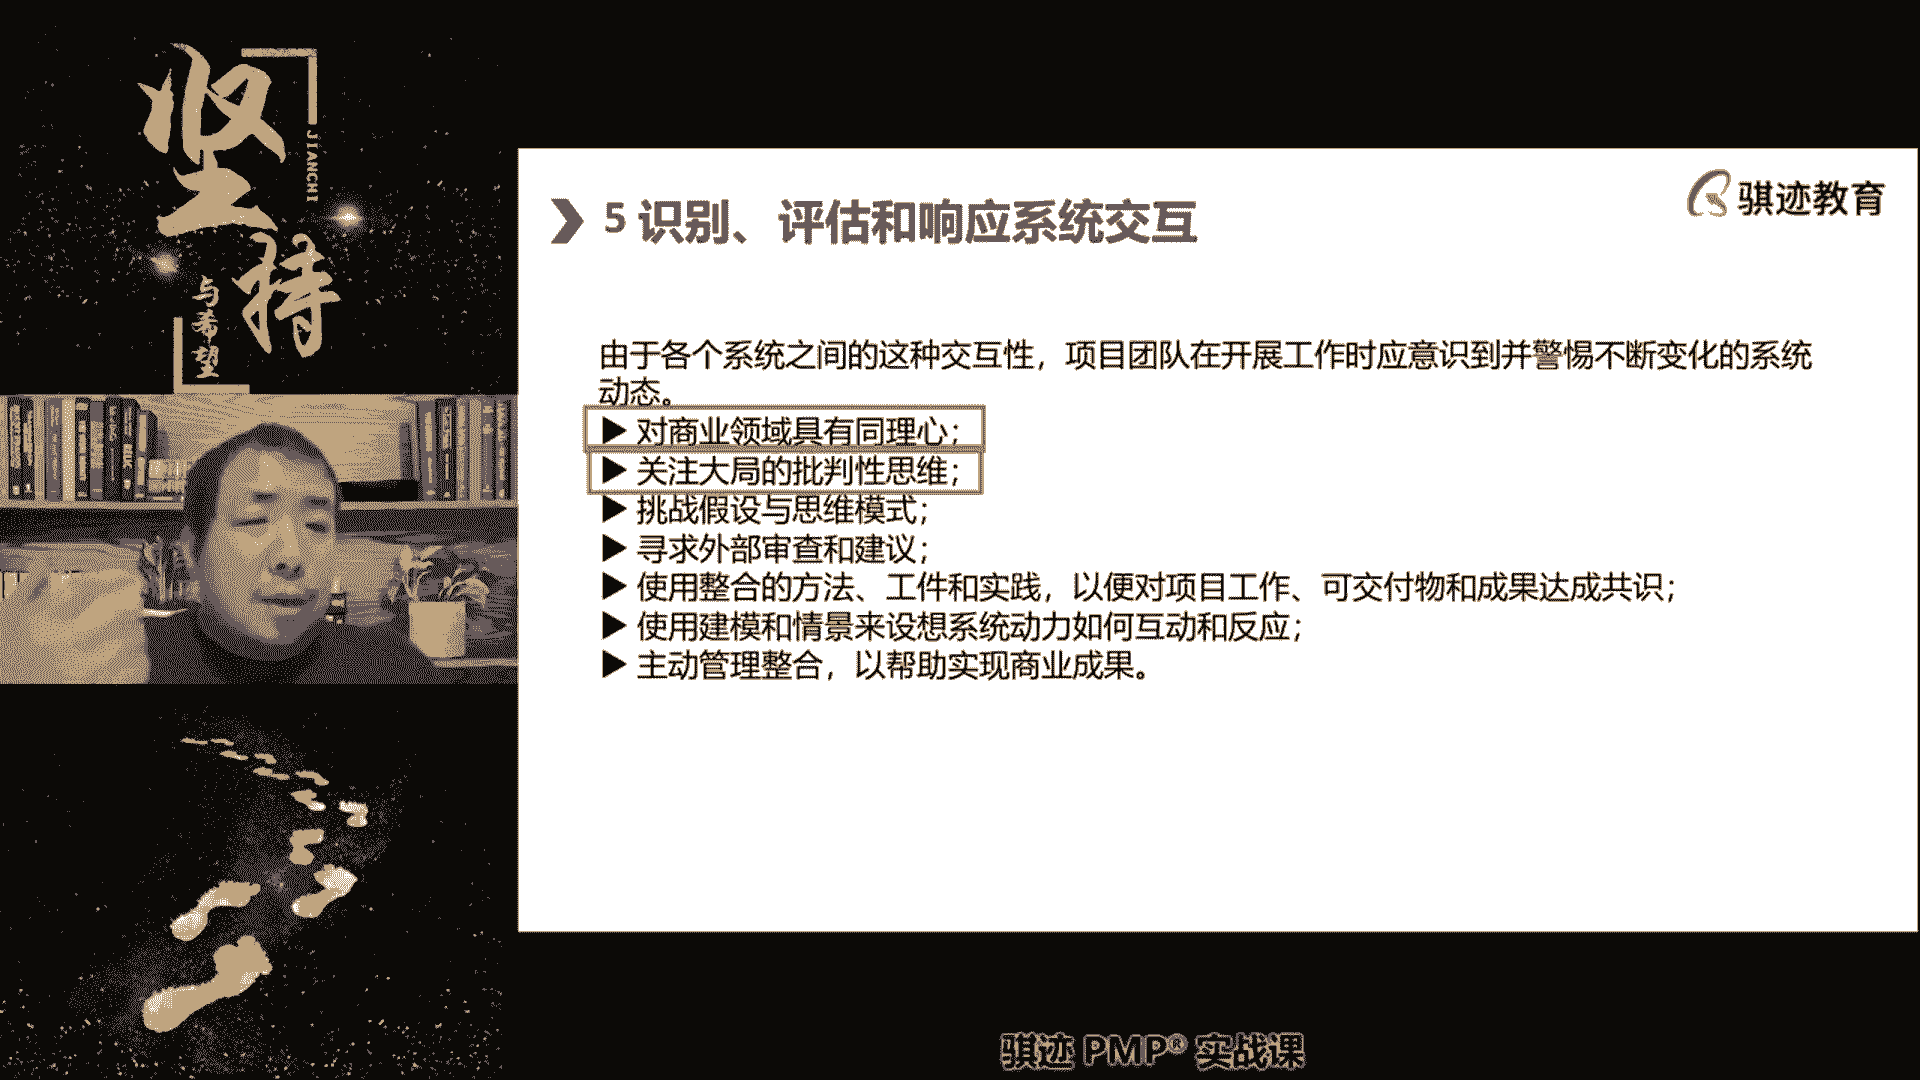 坚持
JIANCHI
与希望
骐迹教育
5 识别、评估和响应系统交互
由于各个系统之间的这种交互性，项目团队在开展工作时应意识到并警惕不断变化的系统
动态。
▶ 对商业领域具有同理心；
▶ 关注大局的批判性思维；
▶ 挑战假设与思维模式；
▶ 寻求外部审查和建议；
▶ 使用整合的方法、工件和实践，以便对项目工作、可交付物和成果达成共识；
▶ 使用建模和情景来设想系统动力如何互动和反应；
▶ 主动管理整合，以帮助实现商业成果。
骐迹 PMP® 实战课